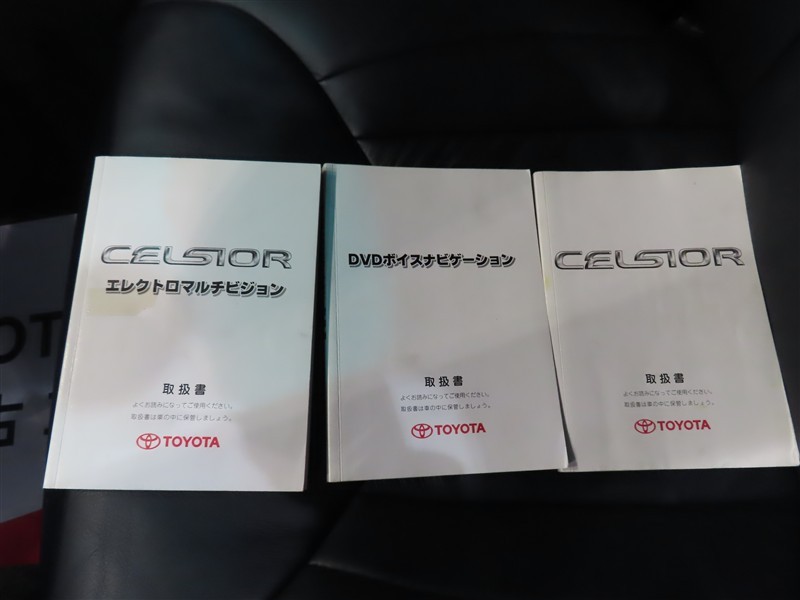 CELSIOR
エレクトロマルチビジョン
取扱書
よくお読みになってご使用ください。
取扱書は車の中に保管しましょう。
TOYOTA
DVDボイスナビゲーション
取扱書
よくお読みになってご使用ください。
取扱書は車の中に保管しましょう。
TOYOTA
CELSIOR
取扱書
よくお読みになってご使用ください。
取扱書は車の中に保管しましょう。
TOYOTA
OT